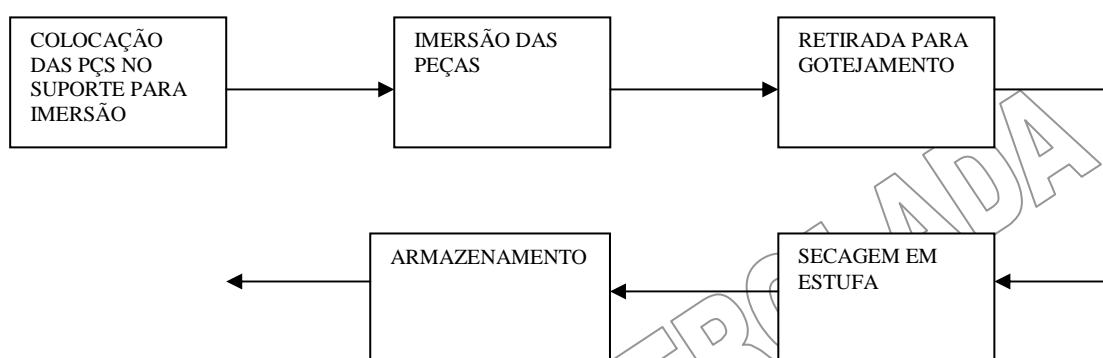 COLOCAÇÃO
DAS PÇS NO
SUPORTE PARA
IMERSÃO
IMERSÃO DAS
PEÇAS
RETIRADA PARA
GOTEJAMENTO
ARMAZENAMENTO
SECAGEM EM
ESTUFA